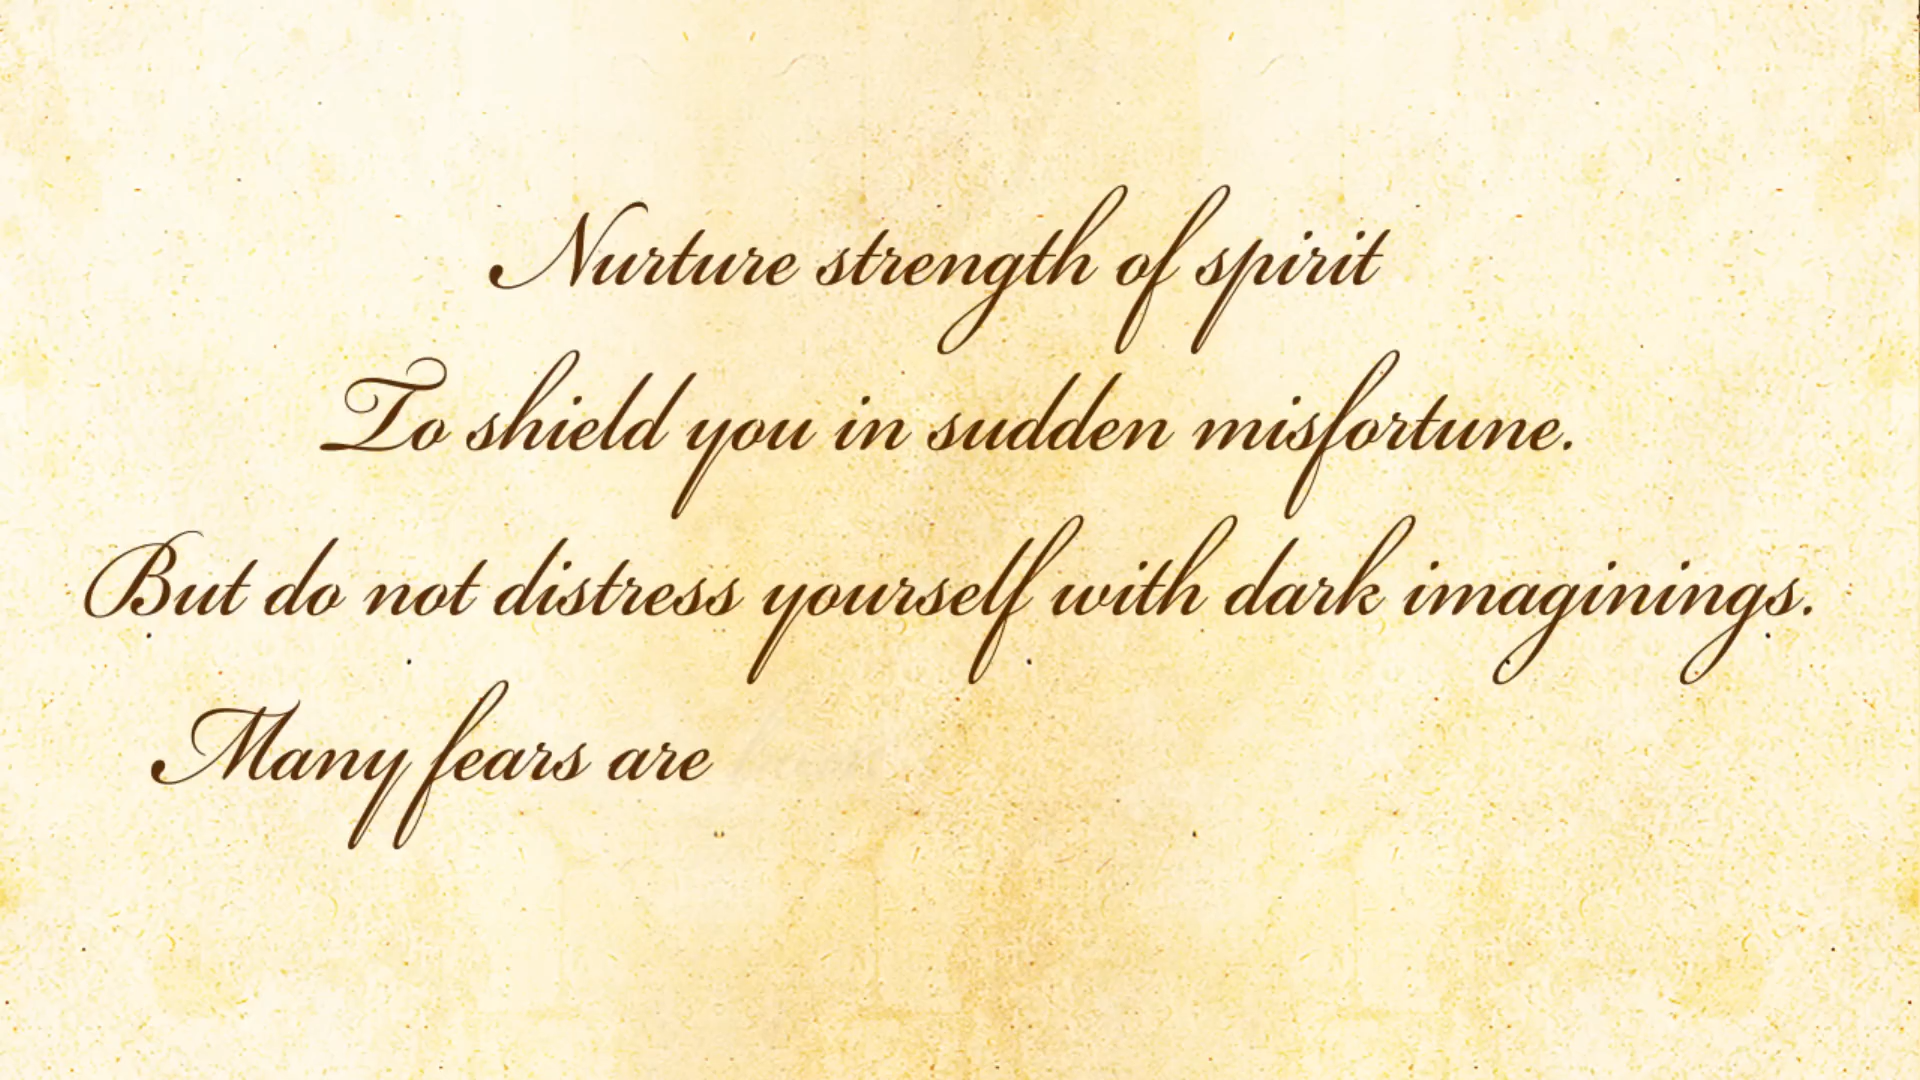 Nurture strength of spirit
To shield you in sudden misfortune.
But do not distress yourself with dark imaginings.
Many fears are